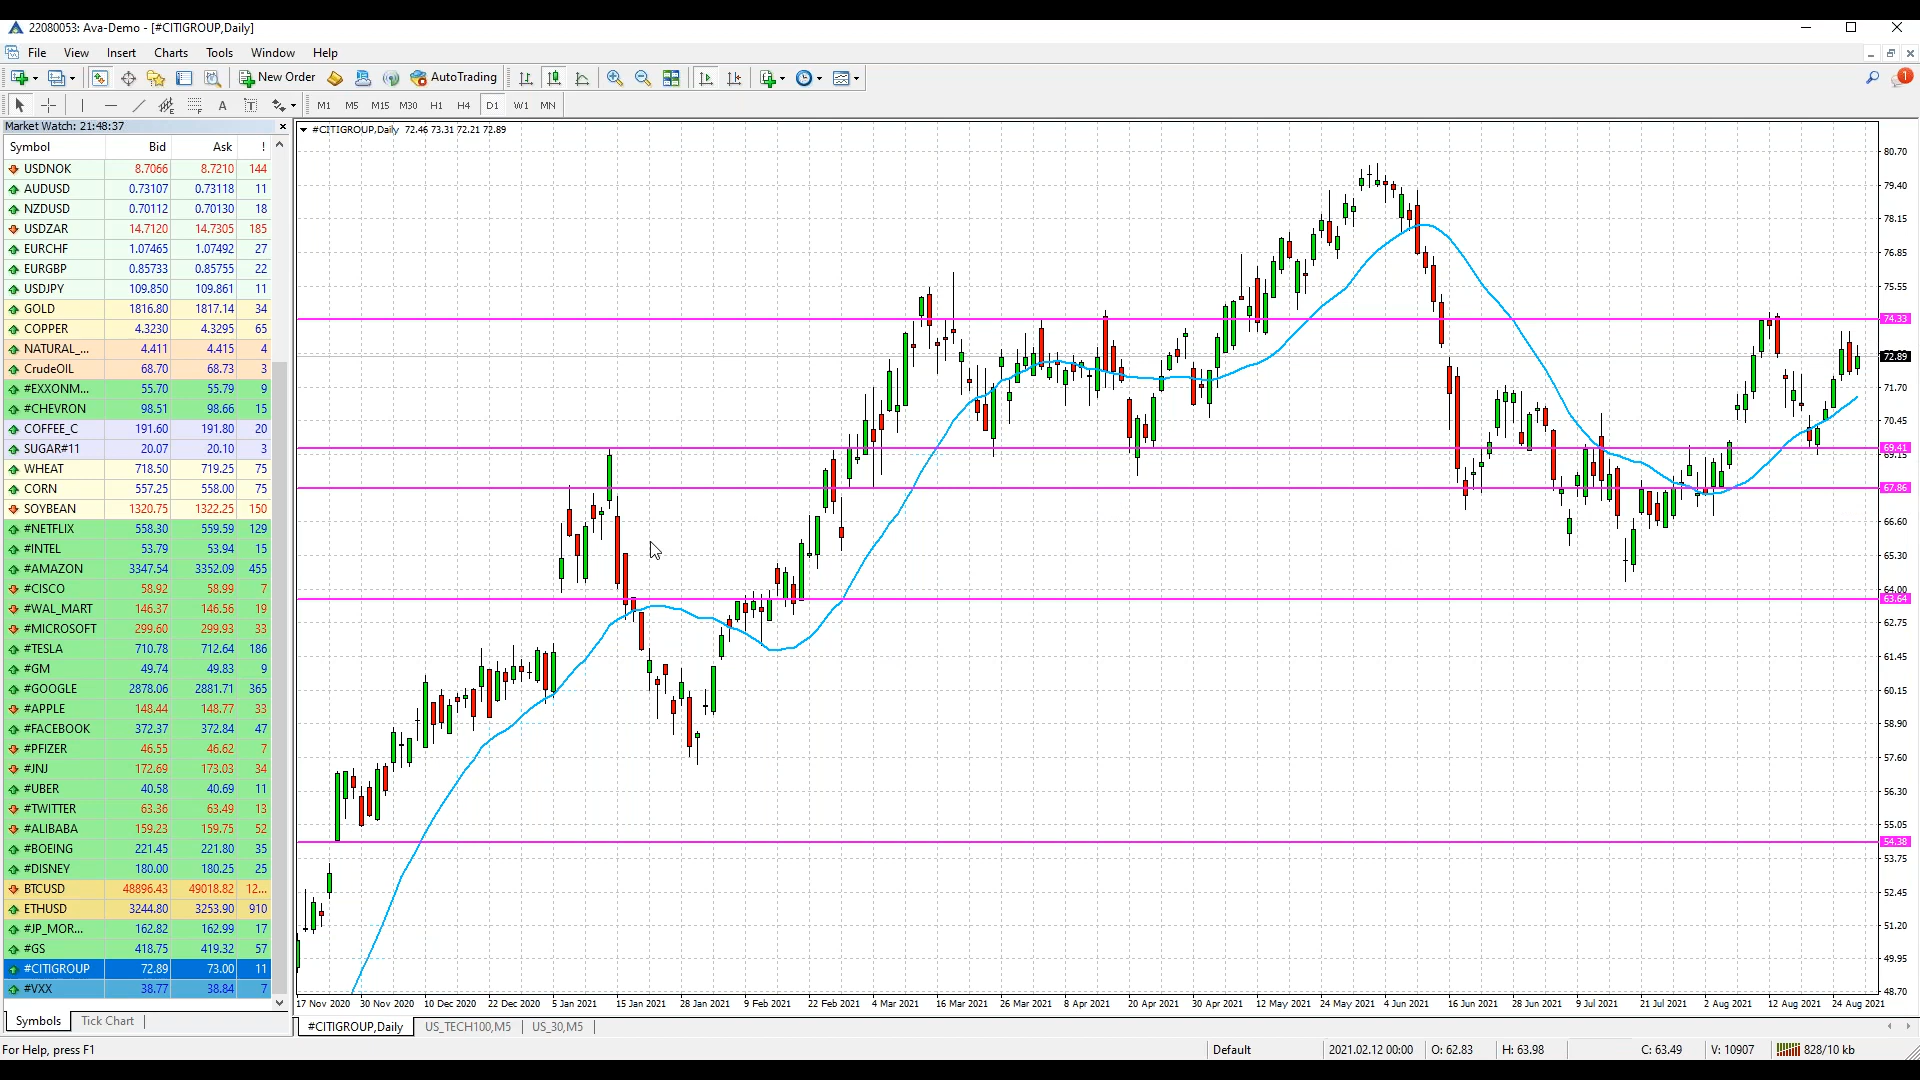 22080053: Ava-Demo - [#CITIGROUP,Daily]
File View Insert Charts Tools Window Help
New Order AutoTrading 1
A T M1 M5 M15 M30 H1 H4 D1 W1 MN
Market Watch: 21:48:37
Symbol Bid Ask !
USDNOK 8.7066 8.7210 144
AUDUSD 0.73107 0.73118 11
NZDUSD 0.70112 0.70130 18
USDZAR 14.7120 14.7305 185
EURCHF 1.07465 1.07492 27
EURGBP 0.85733 0.85755 22
USDJPY 109.850 109.861 11
GOLD 1816.80 1817.14 34
COPPER 4.3230 4.3295 65
NATURAL_... 4.411 4.415 4
CrudeOIL 68.70 68.73 3
#EXXONM... 55.70 55.79 9
#CHEVRON 98.51 98.66 15
COFFEE_C 191.60 191.80 20
SUGAR#11 20.07 20.10 3
WHEAT 718.50 719.25 75
CORN 557.25 558.00 75
SOYBEAN 1320.75 1322.25 150
#NETFLIX 558.30 559.59 129
#INTEL 53.79 53.94 15
#AMAZON 3347.54 3352.09 455
#CISCO 58.92 58.99 7
#WAL_MART 146.37 146.56 19
#MICROSOFT 299.60 299.93 33
#TESLA 710.78 712.64 186
#GM 49.74 49.83 9
#GOOGLE 2878.06 2881.71 365
#APPLE 148.44 148.77 33
#FACEBOOK 372.37 372.84 47
#PFIZER 46.55 46.62 7
#JNJ 172.69 173.03 34
#UBER 40.58 40.69 11
#TWITTER 63.36 63.49 13
#ALIBABA 159.23 159.75 52
#BOEING 221.45 221.80 35
#DISNEY 180.00 180.25 25
BTCUSD 48896.43 49018.82 12...
ETHUSD 3244.80 3253.90 910
#JP_MOR... 162.82 162.99 17
#GS 418.75 419.32 57
#CITIGROUP 72.89 73.00 11
#VXX 38.77 38.84 7
Symbols Tick Chart
#CITIGROUP,Daily 72.46 73.31 72.21 72.89
80.70
79.40
78.15
76.85
75.55
74.33
72.89
71.70
70.45
69.41
69.15
67.86
66.60
65.30
64.00
63.64
62.75
61.45
60.15
58.90
57.60
56.30
55.05
54.38
53.75
52.45
51.20
49.95
48.70
17 Nov 2020 30 Nov 2020 10 Dec 2020 22 Dec 2020 5 Jan 2021 15 Jan 2021 28 Jan 2021 9 Feb 2021 22 Feb 2021 4 Mar 2021 16 Mar 2021 26 Mar 2021 8 Apr 2021 20 Apr 2021 30 Apr 2021 12 May 2021 24 May 2021 4 Jun 2021 16 Jun 2021 28 Jun 2021 9 Jul 2021 21 Jul 2021 2 Aug 2021 12 Aug 2021 24 Aug 2021
#CITIGROUP,Daily US_TECH100,M5 US_30,M5
For Help, press F1 Default 2021.02.12 00:00 O: 62.83 H: 63.98 C: 63.49 V: 10907 828/10 kb